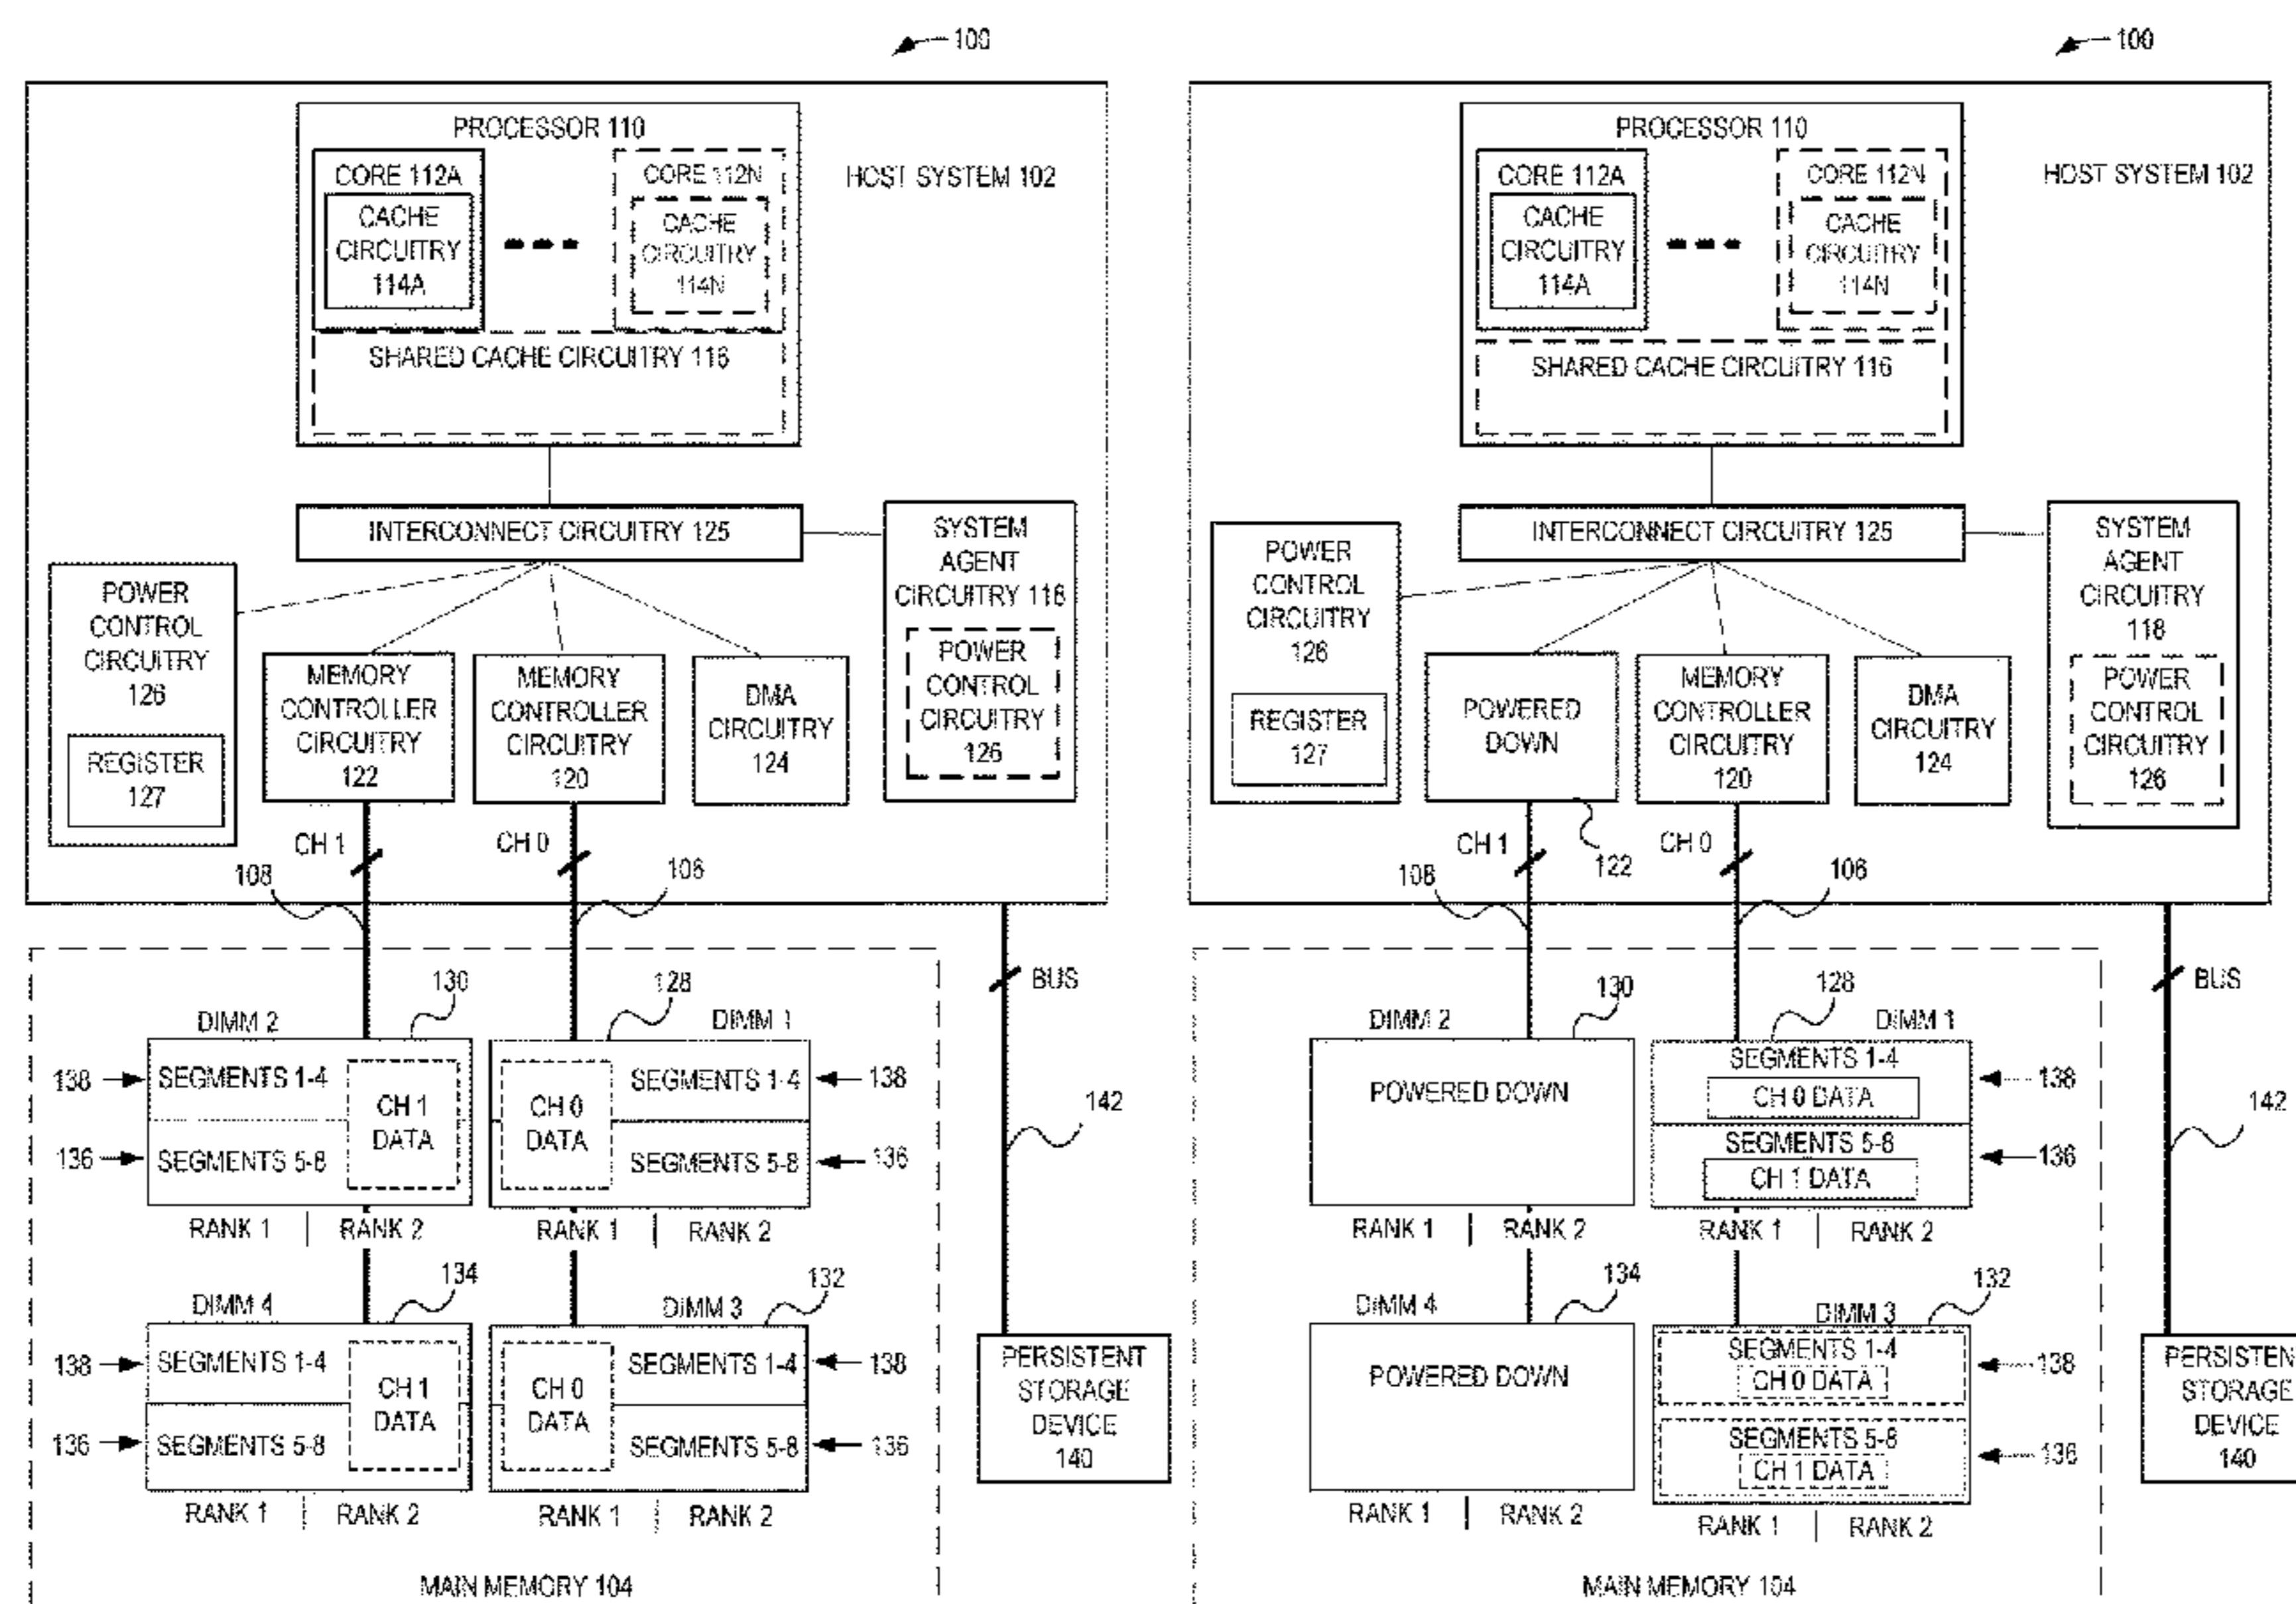 100
PROCESSOR 110
CORE 112A
CACHE
CIRCUITRY
114A
CORE 112N
CACHE
CIRCUITRY
114N
SHARED CACHE CIRCUITRY 116
HOST SYSTEM 102
INTERCONNECT CIRCUITRY 125
SYSTEM
AGENT
CIRCUITRY 118
POWER
CONTROL
CIRCUITRY
126
POWER
CONTROL
CIRCUITRY
126
REGISTER
127
MEMORY
CONTROLLER
CIRCUITRY
122
MEMORY
CONTROLLER
CIRCUITRY
120
DMA
CIRCUITRY
124
CH 1
CH 0
108
106
BUS
142
130
128
DIMM 2
DIMM 1
138
SEGMENTS 1-4
CH 1
DATA
CH 0
DATA
SEGMENTS 1-4
138
136
SEGMENTS 5-8
SEGMENTS 5-8
136
RANK 1 | RANK 2
RANK 1 | RANK 2
134
132
DIMM 4
DIMM 3
138
SEGMENTS 1-4
CH 1
DATA
CH 0
DATA
SEGMENTS 1-4
138
136
SEGMENTS 5-8
SEGMENTS 5-8
136
RANK 1 | RANK 2
RANK 1 | RANK 2
MAIN MEMORY 104
PERSISTENT
STORAGE
DEVICE
140
100
PROCESSOR 110
CORE 112A
CACHE
CIRCUITRY
114A
CORE 112N
CACHE
CIRCUITRY
114N
SHARED CACHE CIRCUITRY 116
HOST SYSTEM 102
INTERCONNECT CIRCUITRY 125
SYSTEM
AGENT
CIRCUITRY
118
POWER
CONTROL
CIRCUITRY
126
POWER
CONTROL
CIRCUITRY
126
REGISTER
127
POWERED
DOWN
MEMORY
CONTROLLER
CIRCUITRY
120
DMA
CIRCUITRY
124
CH 1
122
CH 0
108
106
BUS
142
130
128
DIMM 2
DIMM 1
POWERED DOWN
SEGMENTS 1-4
CH 0 DATA
138
SEGMENTS 5-8
CH 1 DATA
136
RANK 1 | RANK 2
RANK 1 | RANK 2
134
132
DIMM 4
DIMM 3
POWERED DOWN
SEGMENTS 1-4
CH 0 DATA
138
SEGMENTS 5-8
CH 1 DATA
136
RANK 1 | RANK 2
RANK 1 | RANK 2
MAIN MEMORY 104
PERSISTEN
STORAGE
DEVICE
140